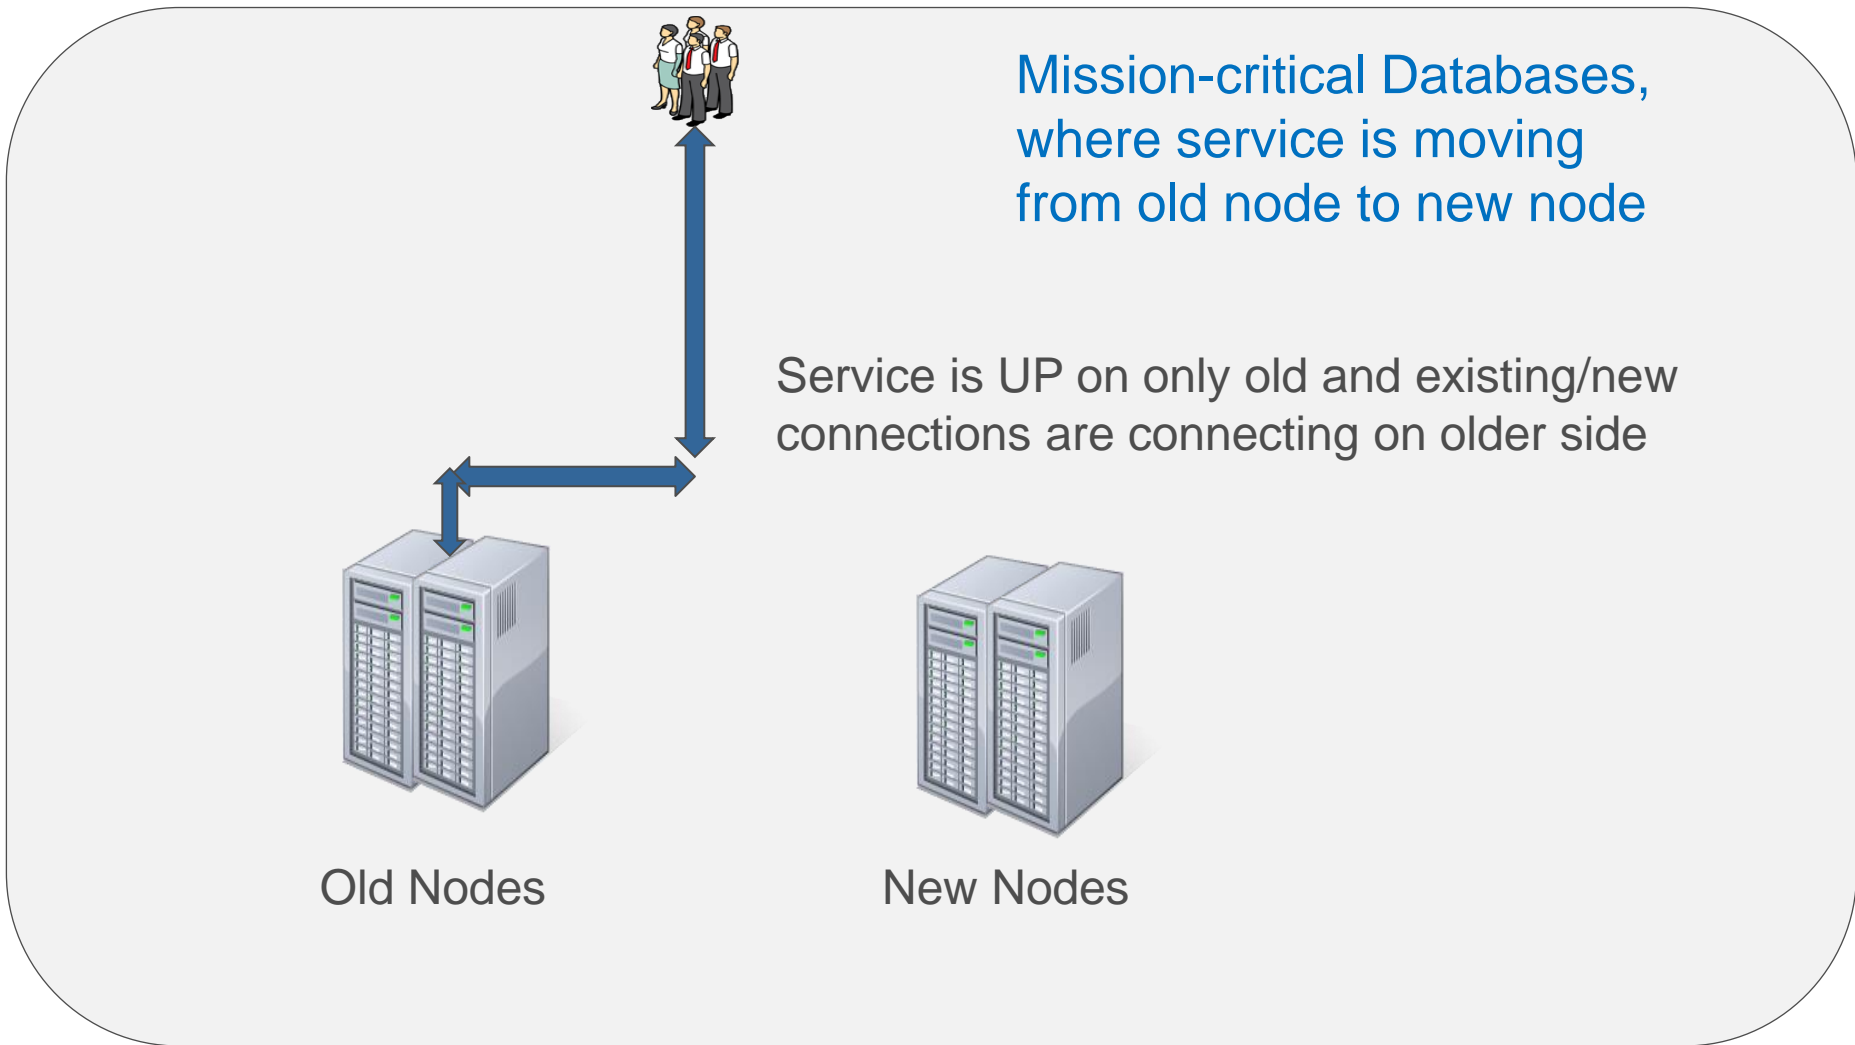 Mission-critical Databases,
where service is moving
from old node to new node
Service is UP on only old and existing/new
connections are connecting on older side
Old Nodes
New Nodes